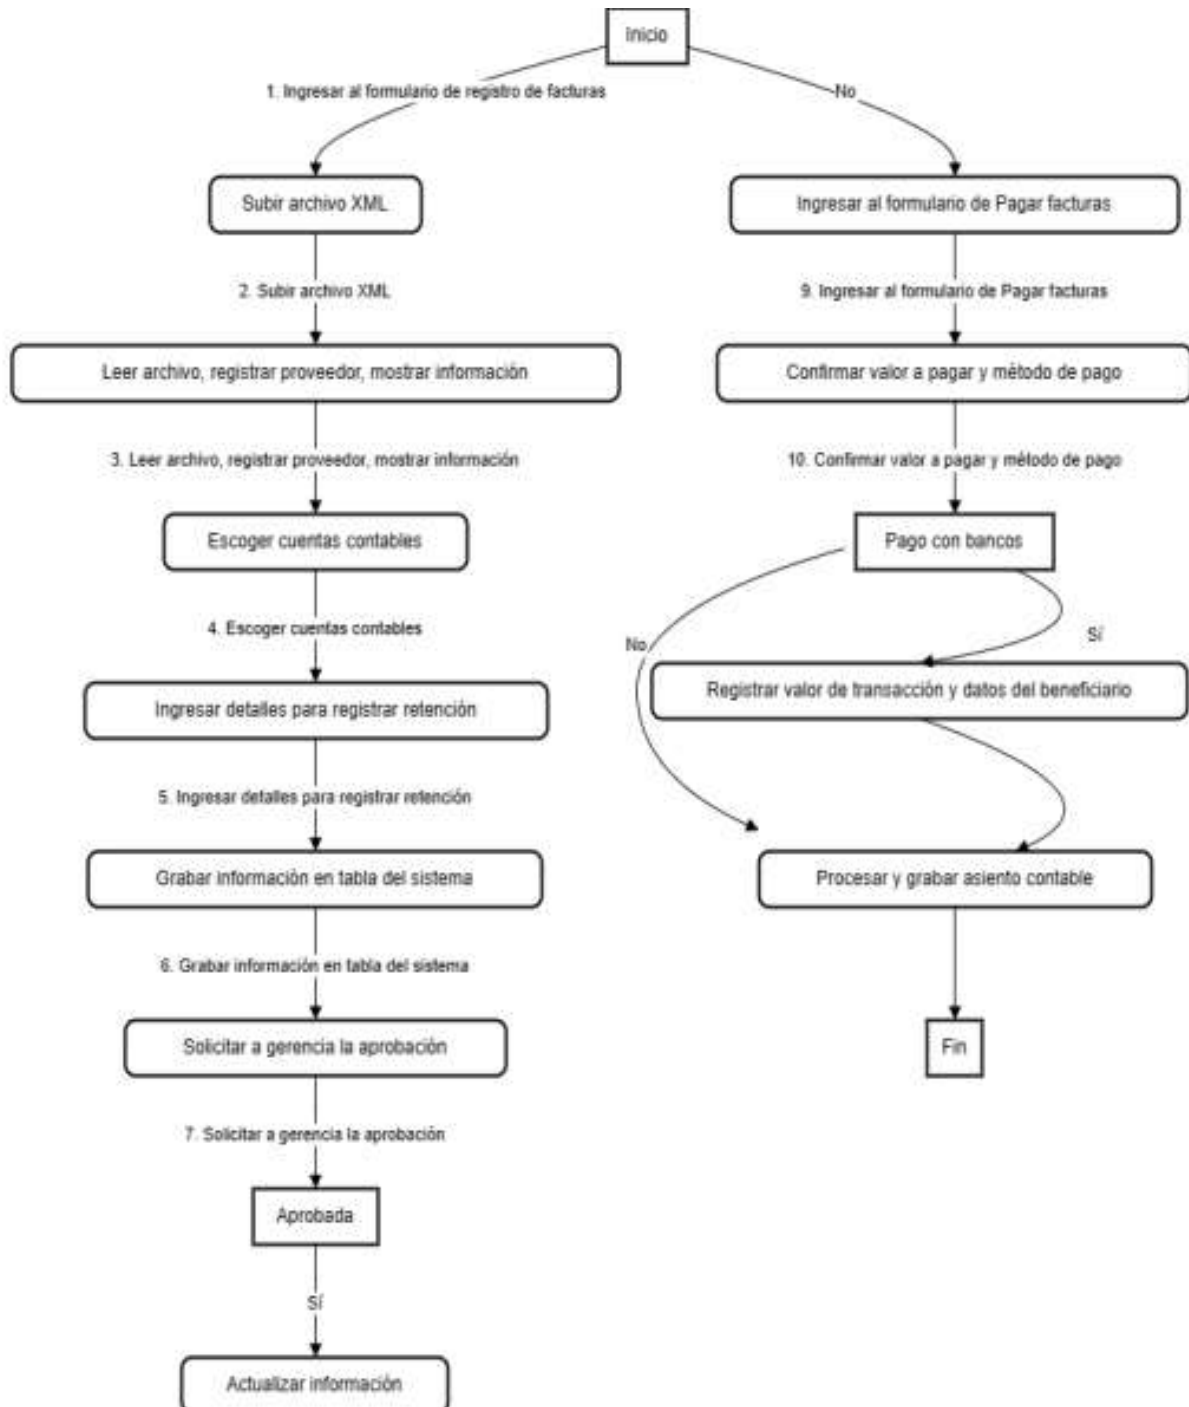 Inicio
1. Ingresar al formulario de registro de facturas
No
Subir archivo XML
Ingresar al formulario de Pagar facturas
2. Subir archivo XML
9. Ingresar al formulario de Pagar facturas
Leer archivo, registrar proveedor, mostrar información
Confirmar valor a pagar y método de pago
3. Leer archivo, registrar proveedor, mostrar información
10. Confirmar valor a pagar y método de pago
Escoger cuentas contables
Pago con bancos
4. Escoger cuentas contables
No
Sí
Ingresar detalles para registrar retención
Registrar valor de transacción y datos del beneficiario
5. Ingresar detalles para registrar retención
Grabar información en tabla del sistema
Procesar y grabar asiento contable
6. Grabar información en tabla del sistema
Solicitar a gerencia la aprobación
Fin
7. Solicitar a gerencia la aprobación
Aprobada
Sí
Actualizar información